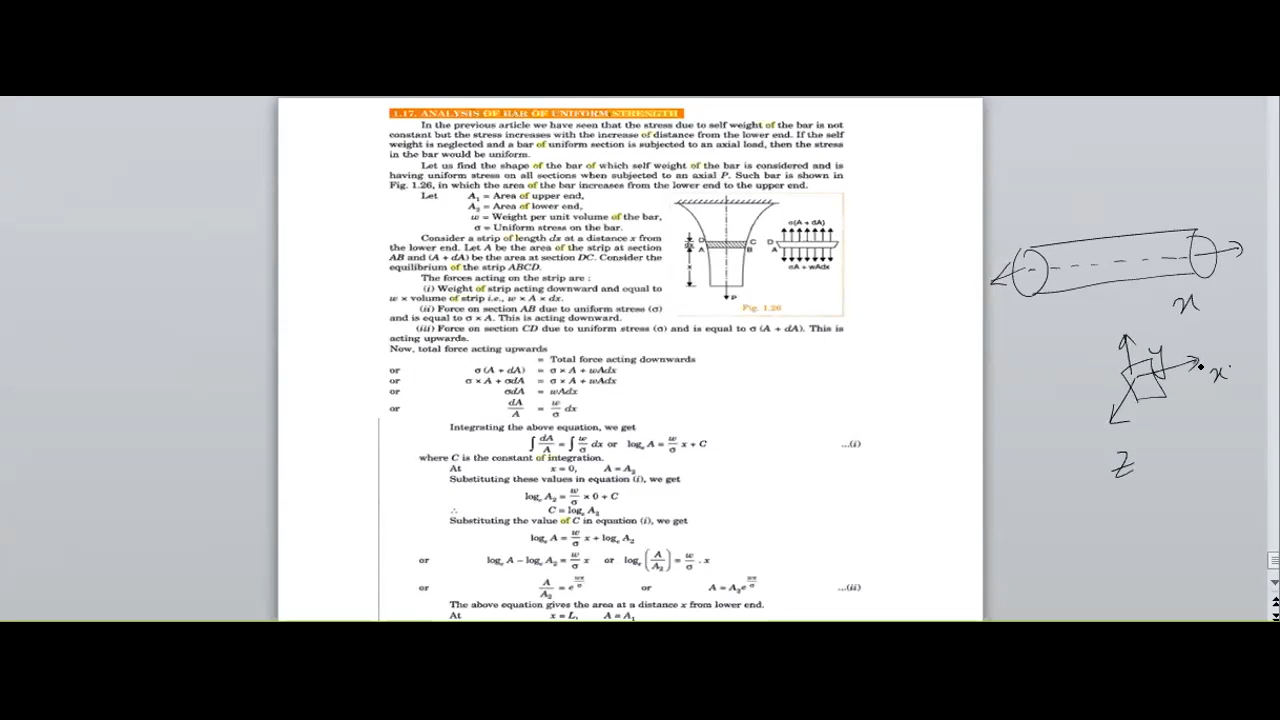 1.17. ANALYSIS OF BAR OF UNIFORM STRENGTH
In the previous article we have seen that the stress due to self weight of the bar is not
constant but the stress increases with the increase of distance from the lower end. If the self
weight is neglected and a bar of uniform section is subjected to an axial load, then the stress
in the bar would be uniform.
Let us find the shape of the bar of which self weight of the bar is considered and is
having uniform stress on all sections when subjected to an axial P. Such bar is shown in
Fig. 1.26, in which the area of the bar increases from the lower end to the upper end.
Let A₁ = Area of upper end,
A₂ = Area of lower end,
w = Weight per unit volume of the bar,
σ = Uniform stress on the bar.
Consider a strip of length dx at a distance x from
the lower end. Let A be the area of the strip at section
AB and (A + dA) be the area at section DC. Consider the
equilibrium of the strip ABCD.
The forces acting on the strip are :
(i) Weight of strip acting downward and equal to
w × volume of strip i.e., w × A × dx.
(ii) Force on section AB due to uniform stress (σ)
and is equal to σ × A. This is acting downward.
σ(A + dA)
D C D
A B A
dx
x
σA + wAdx
P
Fig. 1.26
(iii) Force on section CD due to uniform stress (σ) and is equal to σ (A + dA). This is
acting upwards.
Now, total force acting upwards
= Total force acting downwards
or σ (A + dA) = σ × A + wAdx
or σ × A + σdA = σ × A + wAdx
or σdA = wAdx
or dA/A = w/σ dx
Integrating the above equation, we get
∫ dA/A = ∫ w/σ dx or logₑ A = w/σ x + C ...(i)
where C is the constant of integration.
At x = 0, A = A₂
Substituting these values in equation (i), we get
logₑ A₂ = w/σ × 0 + C
∴ C = logₑ A₂
Substituting the value of C in equation (i), we get
logₑ A = w/σ x + logₑ A₂
or logₑ A – logₑ A₂ = w/σ x or logₑ (A/A₂) = w/σ . x
or A/A₂ = e^(wx/σ) or A = A₂e^(wx/σ) ...(ii)
The above equation gives the area at a distance x from lower end.
At x = L, A = A₁
x
y
x
Z